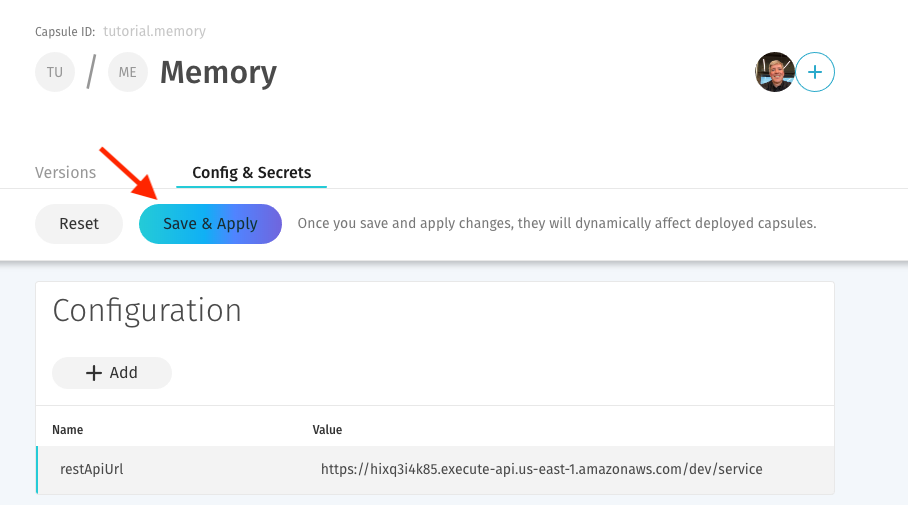 Capsule ID: tutorial.memory
TU / ME Memory
+
Versions Config & Secrets
Reset Save & Apply Once you save and apply changes, they will dynamically affect deployed capsules.
Configuration
+ Add
Name Value
restApiUrl https://hixq3i4k85.execute-api.us-east-1.amazonaws.com/dev/service